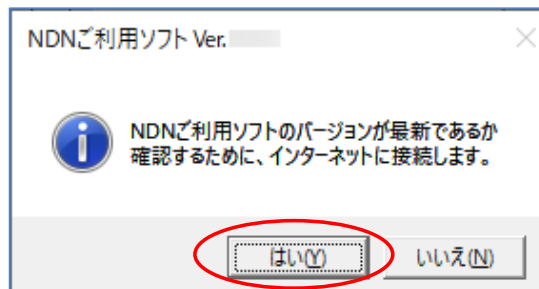 NDNご利用ソフト Ver.
NDNご利用ソフトのバージョンが最新であるか
確認するために、インターネットに接続します。
はい(Y)
いいえ(N)